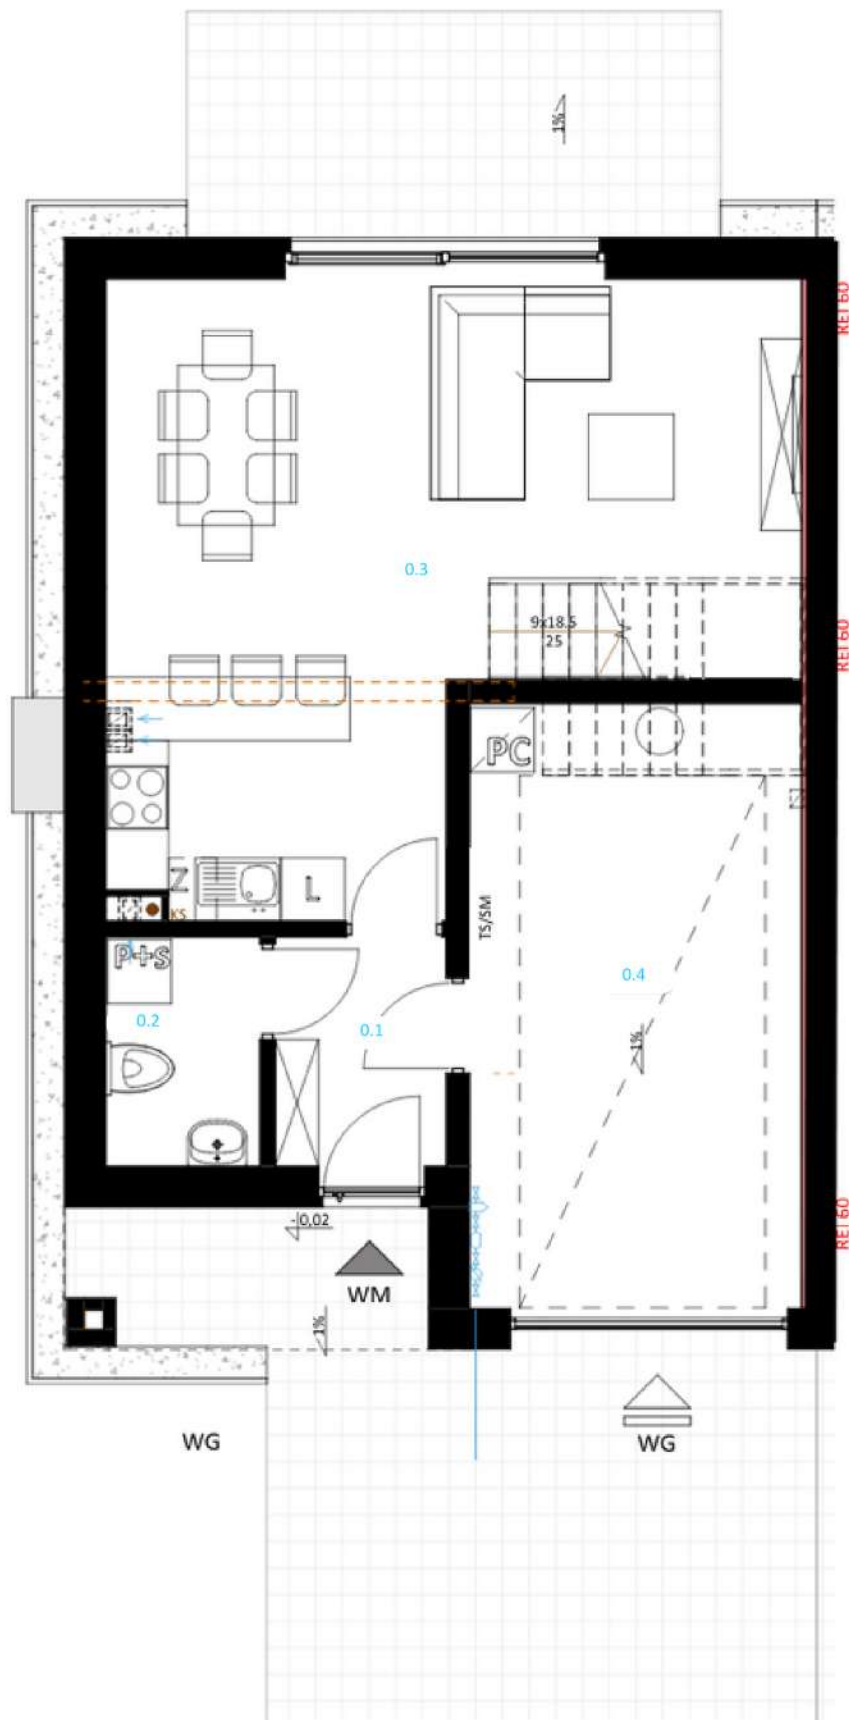 1%
REI 60
0.3
9x18.5
25
REI 60
PC
Z
L
KS
TS/SM
P+S
0.4
0.2
0.1
1%
- 0,02
REI 60
WM
1%
WG
WG